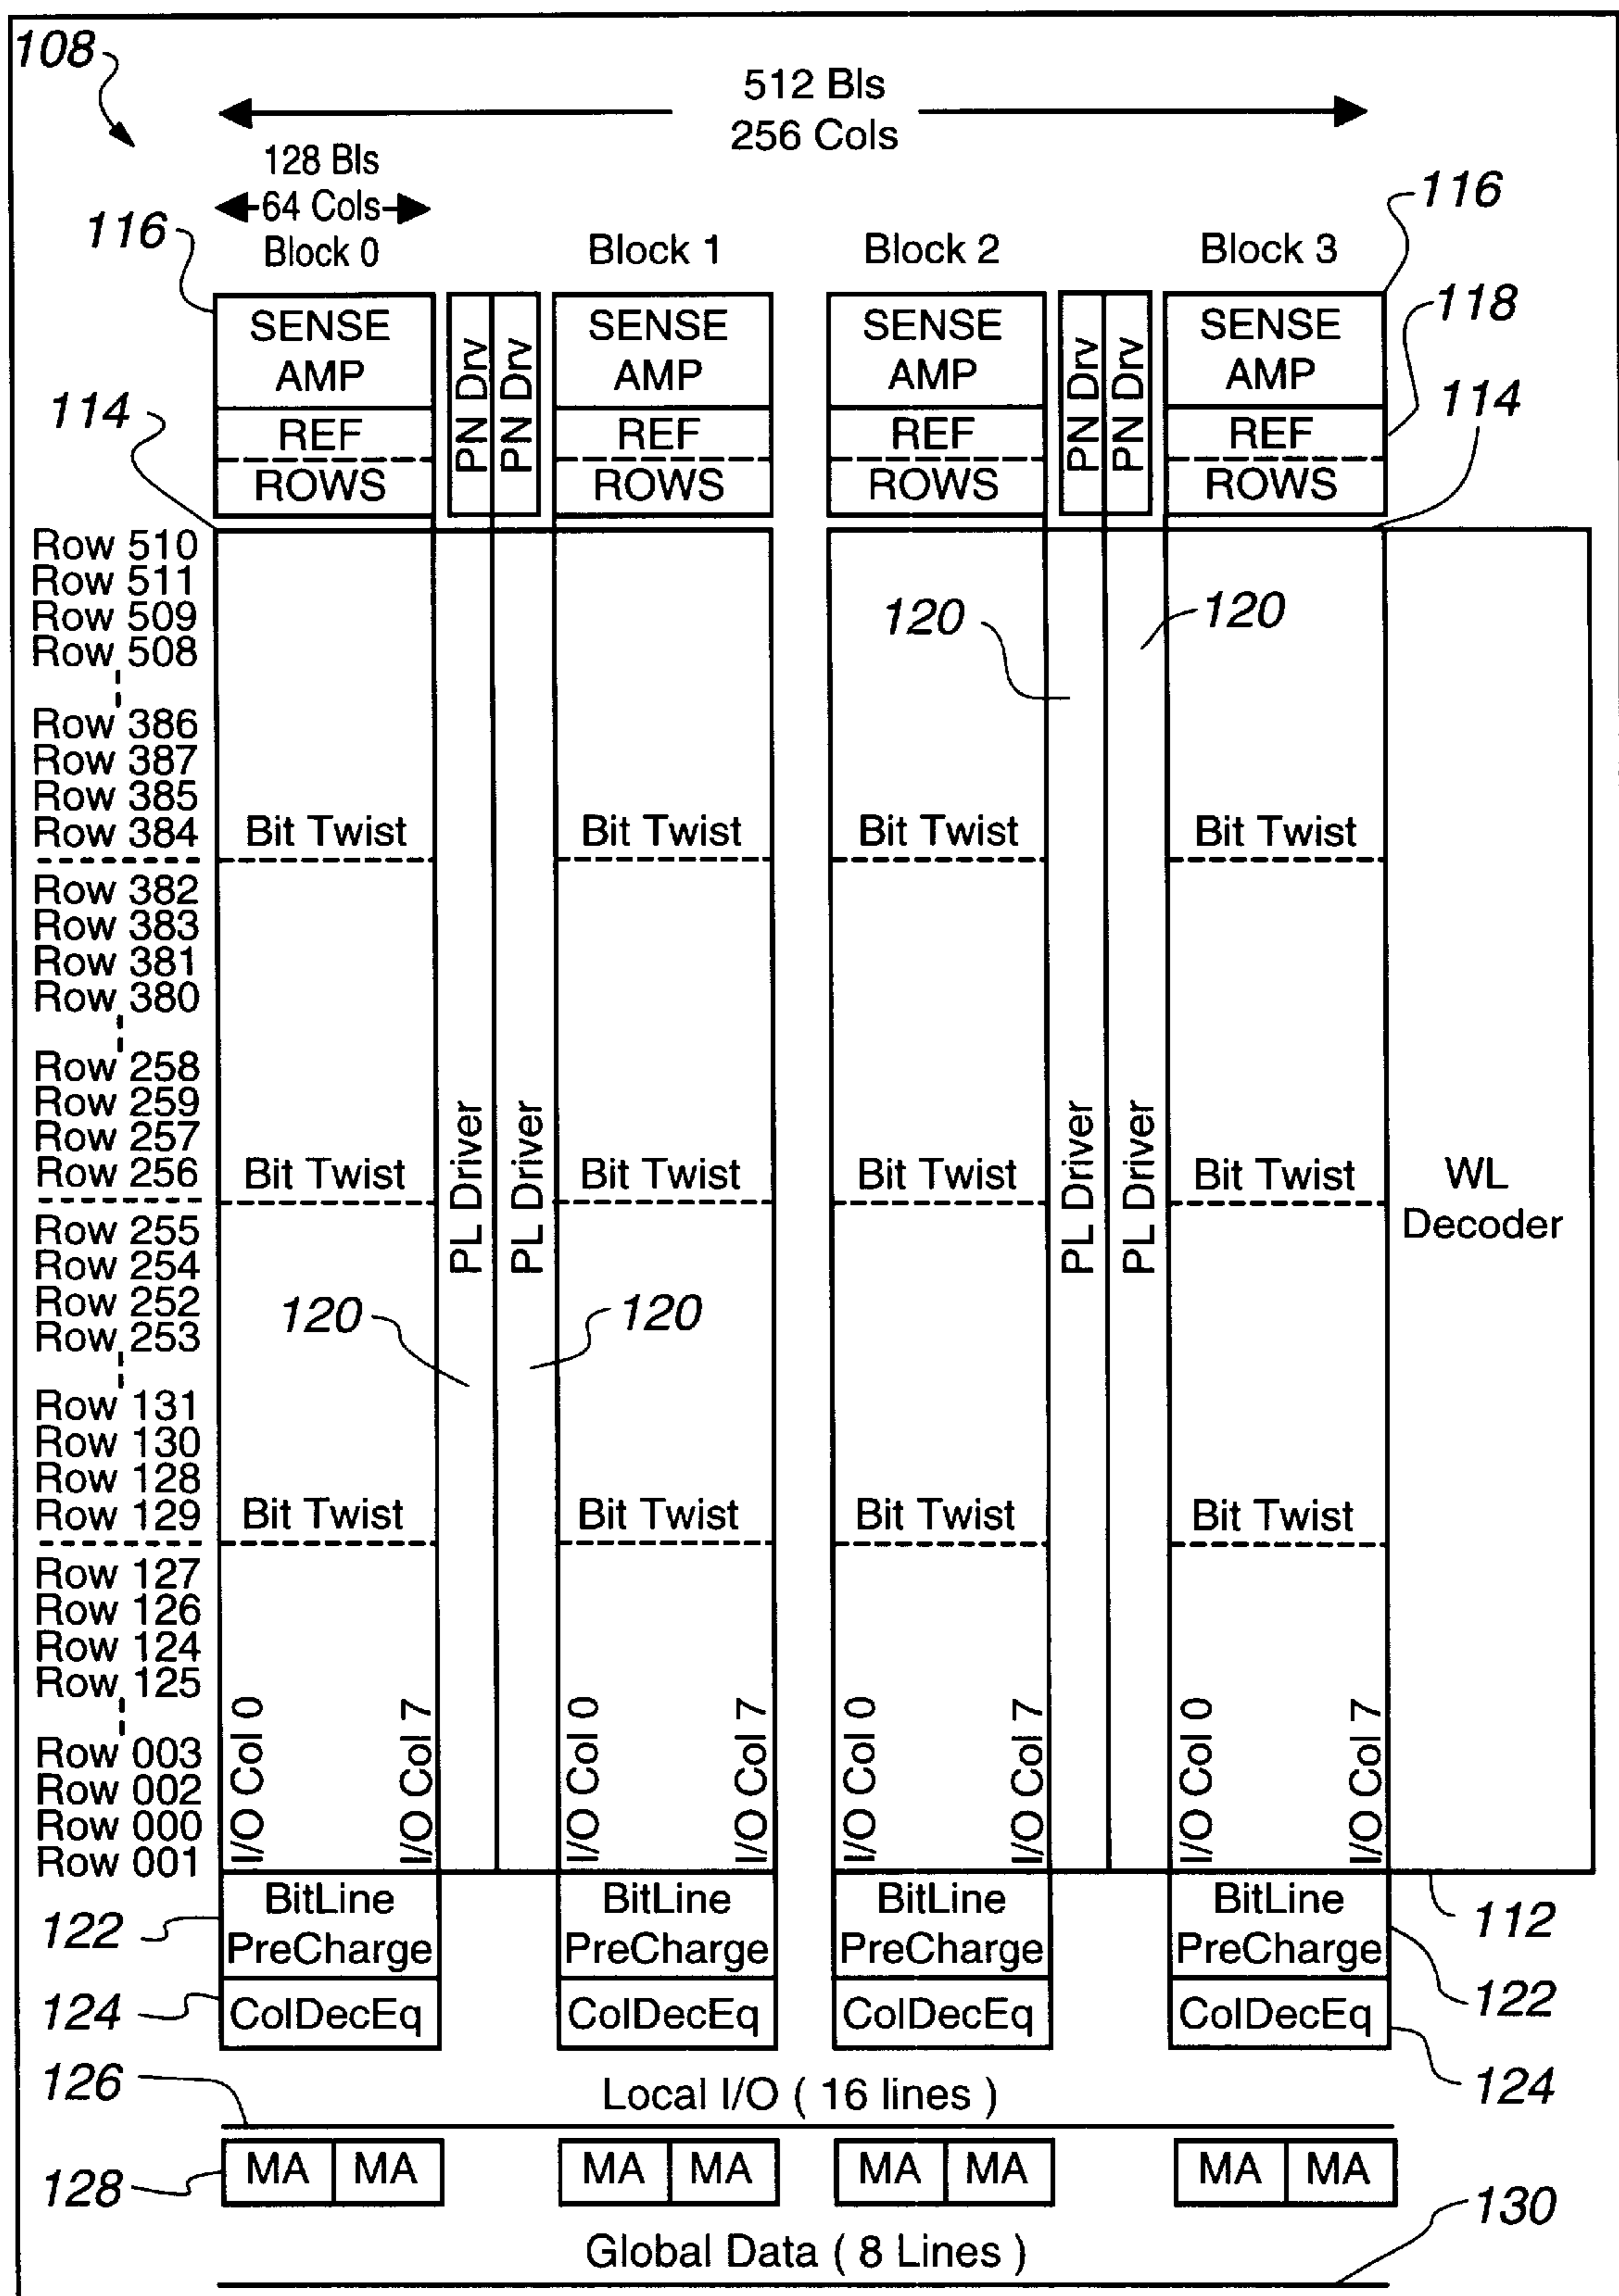 108
512 Bls
256 Cols
128 Bls
64 Cols
116
116
Block 0 Block 1 Block 2 Block 3
118
SENSE AMP PN Drv PN Drv SENSE AMP SENSE AMP PN Drv PN Drv SENSE AMP
114
114
REF REF REF REF
ROWS ROWS ROWS ROWS
Row 510
Row 511
Row 509
120 120
Row 508
Row 386
Row 387
Row 385
Row 384 Bit Twist Bit Twist Bit Twist Bit Twist
Row 382
Row 383
Row 381
Row 380
Row 258
Row 259
Row 257
Row 256 Bit Twist Bit Twist Bit Twist Bit Twist
PL Driver PL Driver PL Driver PL Driver
WL
Decoder
Row 255
Row 254
Row 252
120 120
Row 253
Row 131
Row 130
Row 128
Row 129 Bit Twist Bit Twist Bit Twist Bit Twist
Row 127
Row 126
Row 124
Row 125
I/O Col 0 I/O Col 7 I/O Col 0 I/O Col 7 I/O Col 0 I/O Col 7 I/O Col 0 I/O Col 7
Row 003
Row 002
Row 000
Row 001
BitLine BitLine BitLine BitLine
122 112
PreCharge PreCharge PreCharge PreCharge
124 ColDecEq ColDecEq ColDecEq ColDecEq 122
126 Local I/O ( 16 lines ) 124
128 MA MA MA MA MA MA MA MA
130
Global Data ( 8 Lines )